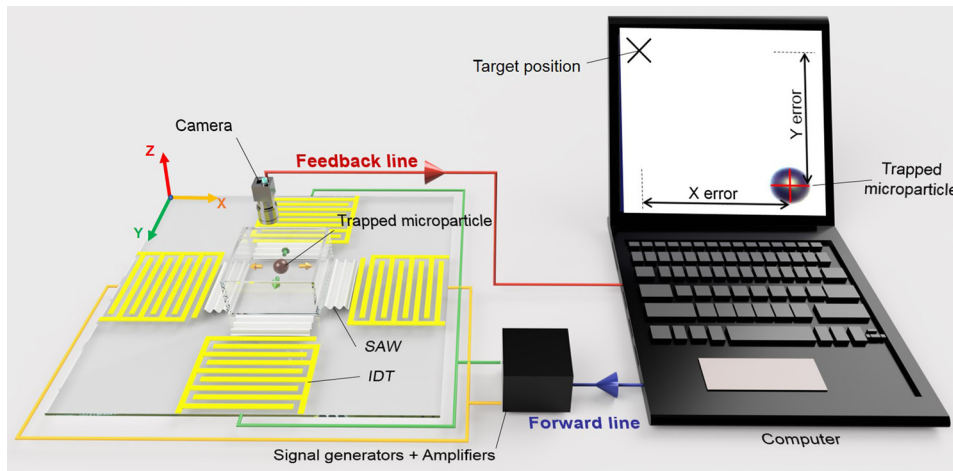 Target position
Y error
Camera
Z
Feedback line
Trapped
microparticle
X error
X
Trapped microparticle
Y
SAW
IDT
Forward line
Computer
Signal generators + Amplifiers